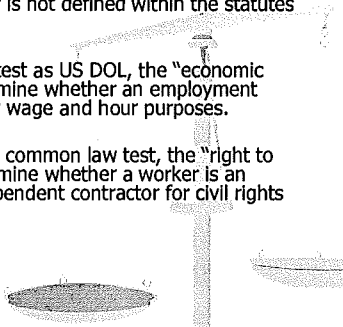 r is not defined within the statutes
test as US DOL, the "economic
mine whether an employment
wage and hour purposes.
common law test, the "right to
mine whether a worker is an
pendent contractor for civil rights